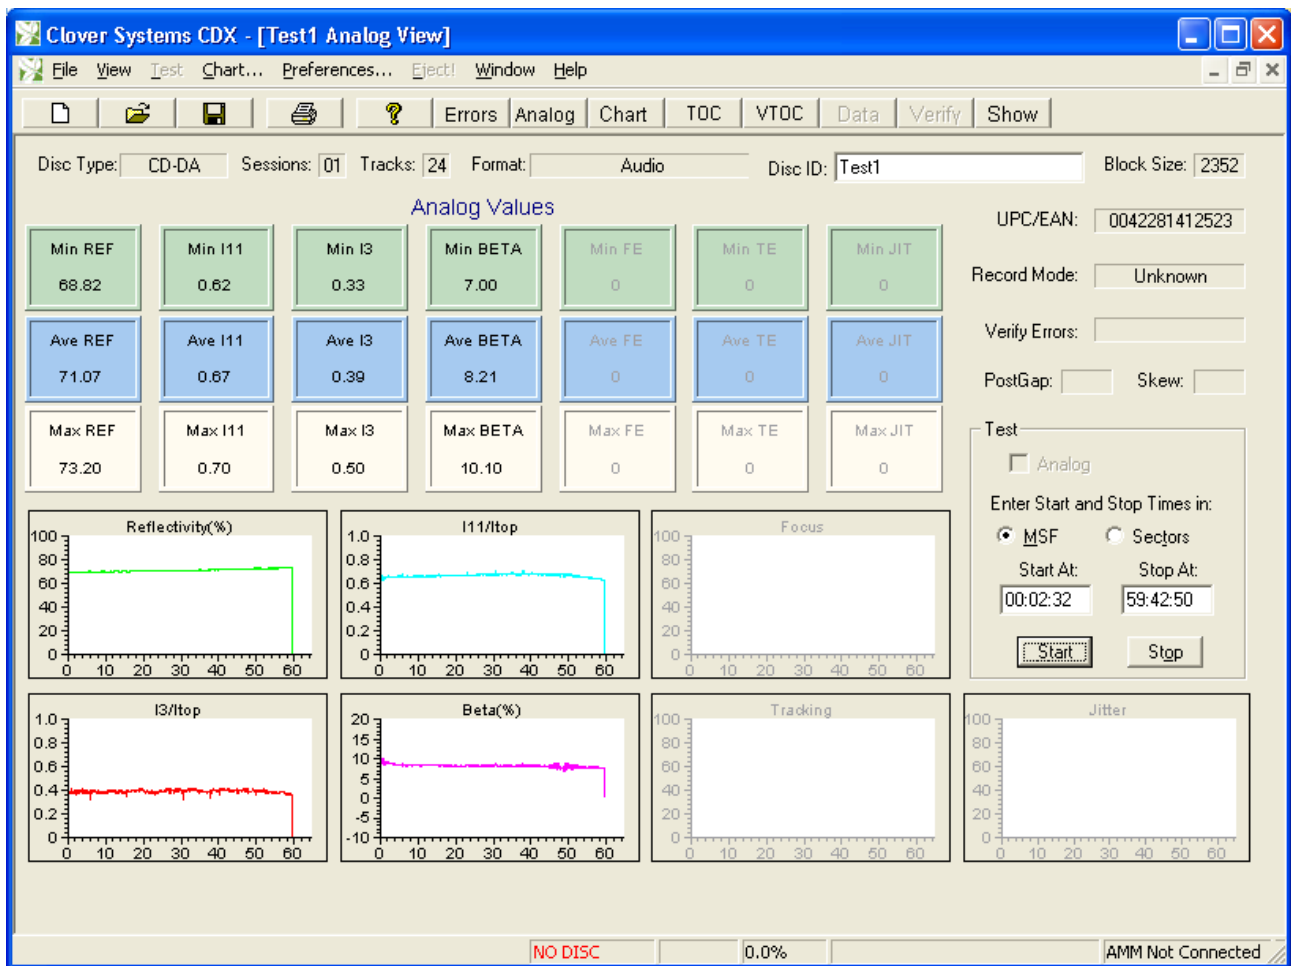 Clover Systems CDX - [Test1 Analog View]
File View Test Chart... Preferences... Eject! Window Help
Errors Analog Chart TOC VTOC Data Verify Show
Disc Type: CD-DA Sessions: 01 Tracks: 24 Format: Audio Disc ID: Test1 Block Size: 2352
Analog Values
UPC/EAN: 0042281412523
Min REF Min I11 Min I3 Min BETA Min FE Min TE Min JIT
68.82 0.62 0.33 7.00 0 0 0
Record Mode: Unknown
Ave REF Ave I11 Ave I3 Ave BETA Ave FE Ave TE Ave JIT
71.07 0.67 0.39 8.21 0 0 0
Verify Errors:
PostGap: Skew:
Max REF Max I11 Max I3 Max BETA Max FE Max TE Max JIT
73.20 0.70 0.50 10.10 0 0 0
Test
Analog
Enter Start and Stop Times in:
MSF Sectors
Start At: Stop At:
00:02:32 59:42:50
Start Stop
Reflectivity(%)
100
80
60
40
20
0
0 10 20 30 40 50 60
I11/Itop
1.0
0.8
0.6
0.4
0.2
0
0 10 20 30 40 50 60
Focus
100
80
60
40
20
0
0 10 20 30 40 50 60
I3/Itop
1.0
0.8
0.6
0.4
0.2
0
0 10 20 30 40 50 60
Beta(%)
20
15
10
5
0
-5
-10
0 10 20 30 40 50 60
Tracking
100
80
60
40
20
0
0 10 20 30 40 50 60
Jitter
100
80
60
40
20
0
0 10 20 30 40 50 60
NO DISC 0.0% AMM Not Connected